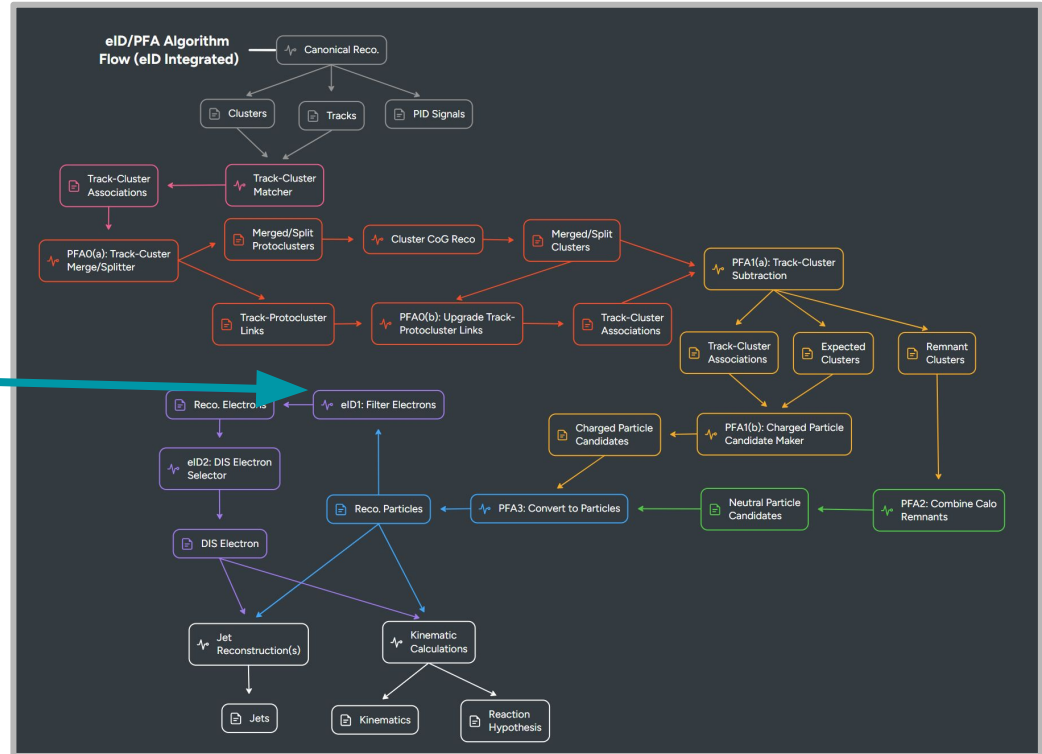 eID/PFA Algorithm
Flow (eID Integrated)
Canonical Reco.
Clusters
Tracks
PID Signals
Track-Cluster
Associations
Track-Cluster
Matcher
PFA0(a): Track-Custer
Merge/Splitter
Merged/Split
Protoclusters
Cluster CoG Reco
Merged/Split
Clusters
PFA1(a): Track-Cluster
Subtraction
Track-Protocluster
Links
PFA0(b): Upgrade Track-
Protocluster Links
Track-Cluster
Associations
Track-Cluster
Associations
Expected
Clusters
Remnant
Clusters
Reco. Electrons
eID1: Filter Electrons
Charged Particle
Candidates
PFA1(b): Charged Particle
Candidate Maker
eID2: DIS Electron
Selector
Reco. Particles
PFA3: Convert to Particles
Neutral Particle
Candidates
PFA2: Combine Calo
Remnants
DIS Electron
Jet
Reconstruction(s)
Kinematic
Calculations
Jets
Kinematics
Reaction
Hypothesis